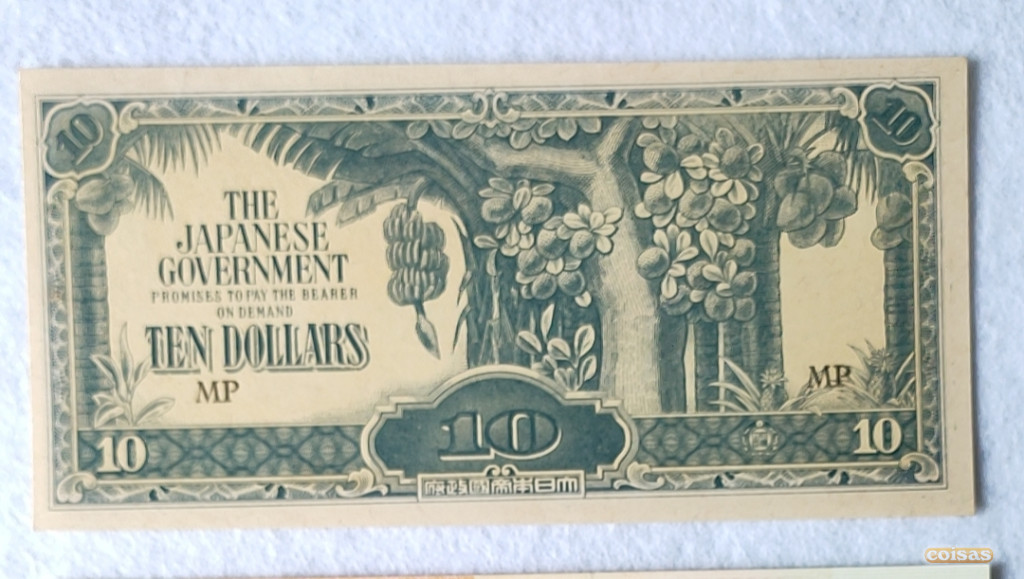 10
10
THE
JAPANESE
GOVERNMENT
PROMISES TO PAY THE BEARER
ON DEMAND
TEN DOLLARS
MP
MP
10
10
10
府政國帝本日大
coisas